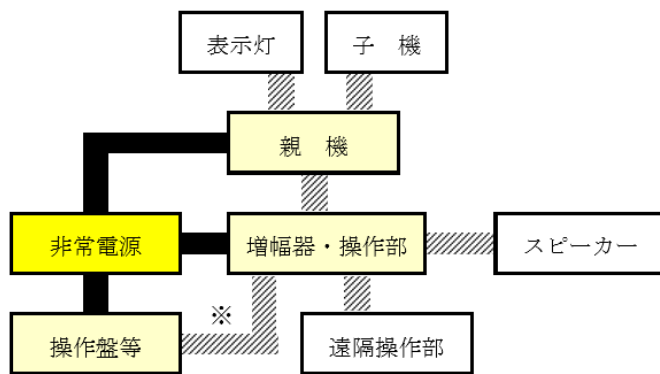 表示灯
子 機
親 機
非常電源
増幅器・操作部
スピーカー
※
操作盤等
遠隔操作部